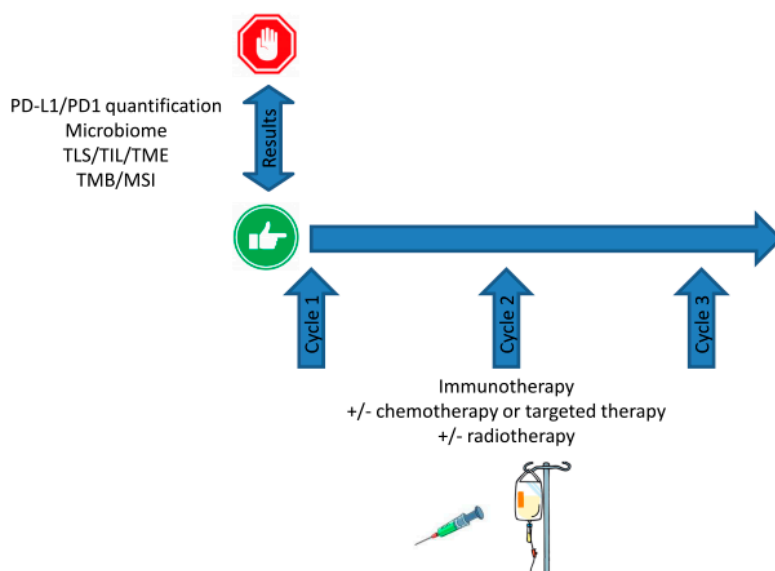 PD-L1/PD1 quantification
Microbiome
TLS/TIL/TME
TMB/MSI
Results
Cycle 1
Cycle 2
Cycle 3
Immunotherapy
+/- chemotherapy or targeted therapy
+/- radiotherapy